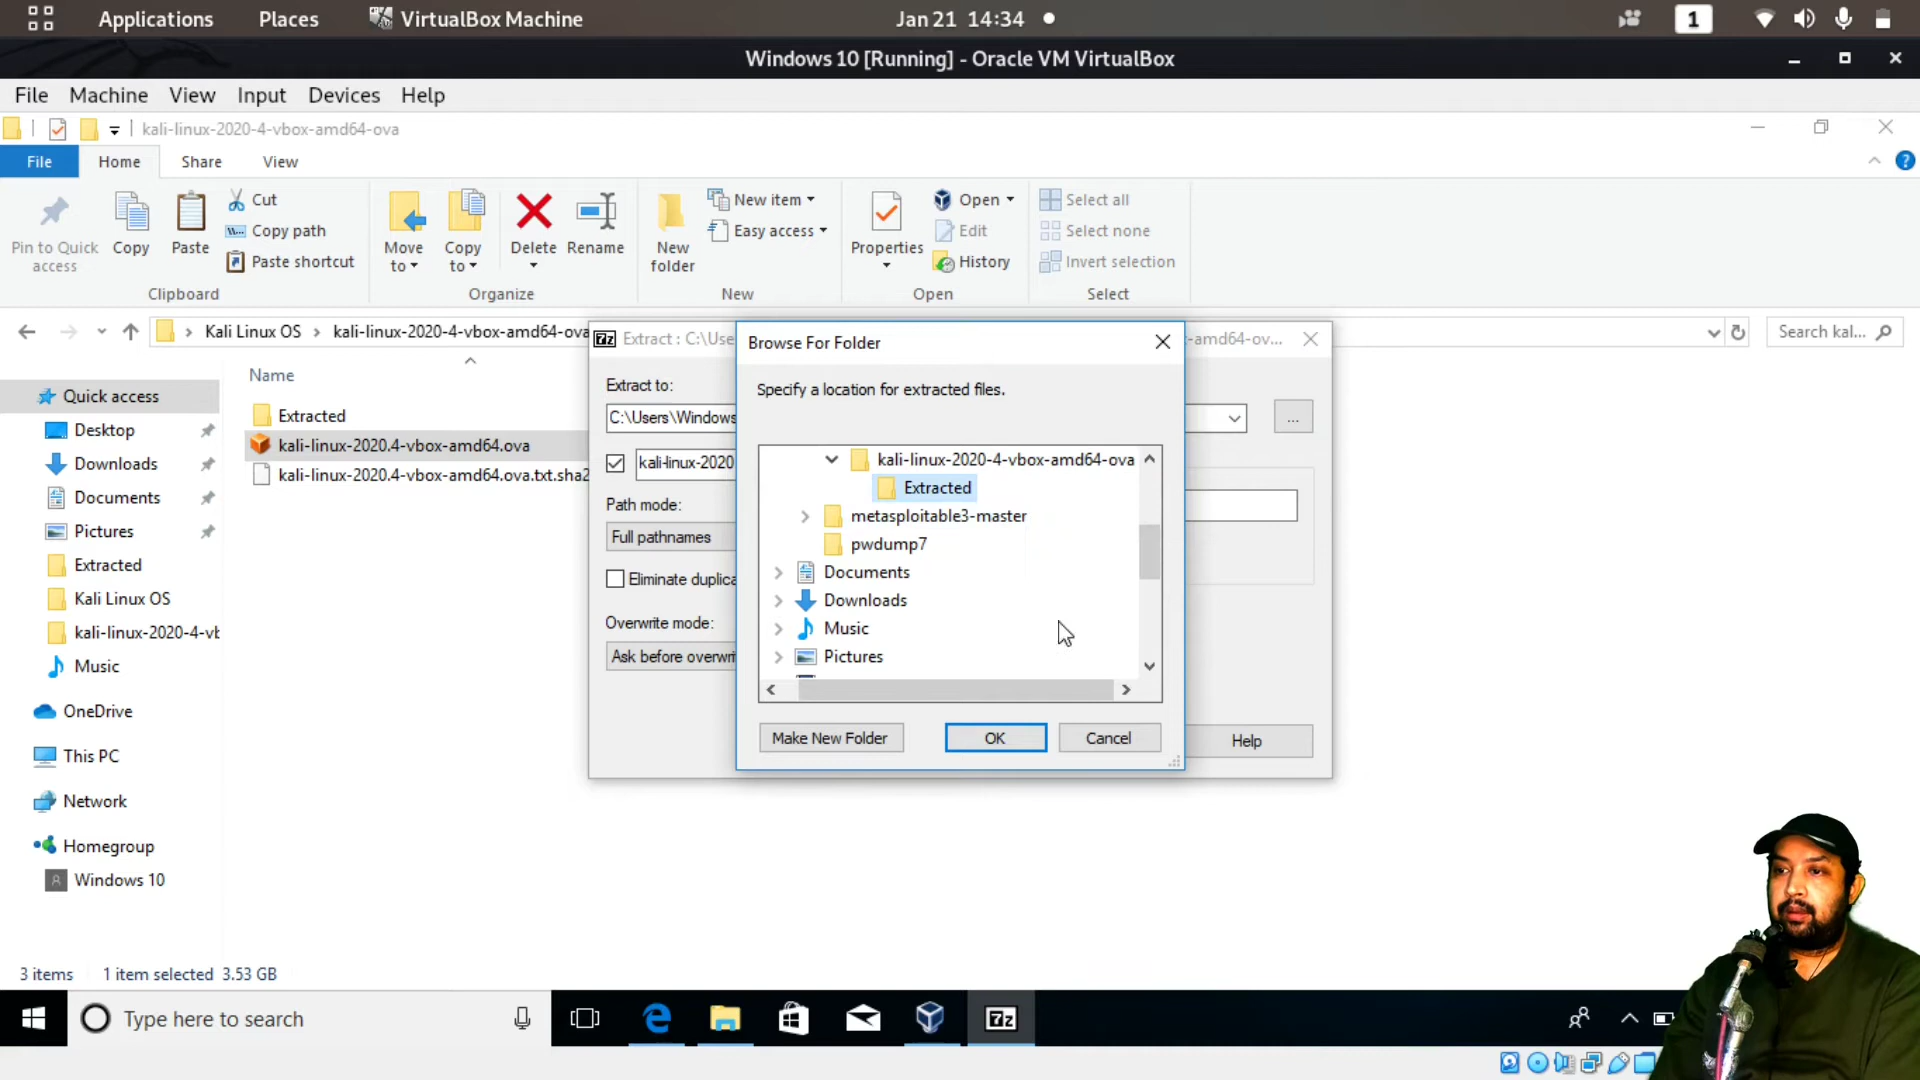 Applications Places VirtualBox Machine Jan 21 14:34 1
Windows 10 [Running] - Oracle VM VirtualBox
File Machine View Input Devices Help
kali-linux-2020-4-vbox-amd64-ova
File Home Share View
Pin to Quick access
Copy
Paste
Cut
Copy path
Paste shortcut
Clipboard
Move to
Copy to
Delete
Rename
Organize
New folder
New item
Easy access
New
Properties
Open
Edit
History
Open
Select all
Select none
Invert selection
Select
Kali Linux OS kali-linux-2020-4-vbox-amd64-ova
Search kal...
Quick access
Desktop
Downloads
Documents
Pictures
Extracted
Kali Linux OS
kali-linux-2020-4-vb
Music
OneDrive
This PC
Network
Homegroup
Windows 10
Name
Extracted
kali-linux-2020.4-vbox-amd64.ova
kali-linux-2020.4-vbox-amd64.ova.txt.sha2
7z Extract : C:\Use -amd64-ov...
Extract to:
C:\Users\Windows
...
kali-linux-2020
Path mode:
Full pathnames
Eliminate duplica
Overwrite mode:
Ask before overwri
Help
Browse For Folder
Specify a location for extracted files.
kali-linux-2020-4-vbox-amd64-ova
Extracted
metasploitable3-master
pwdump7
Documents
Downloads
Music
Pictures
Make New Folder OK Cancel
3 items 1 item selected 3.53 GB
Type here to search
7z